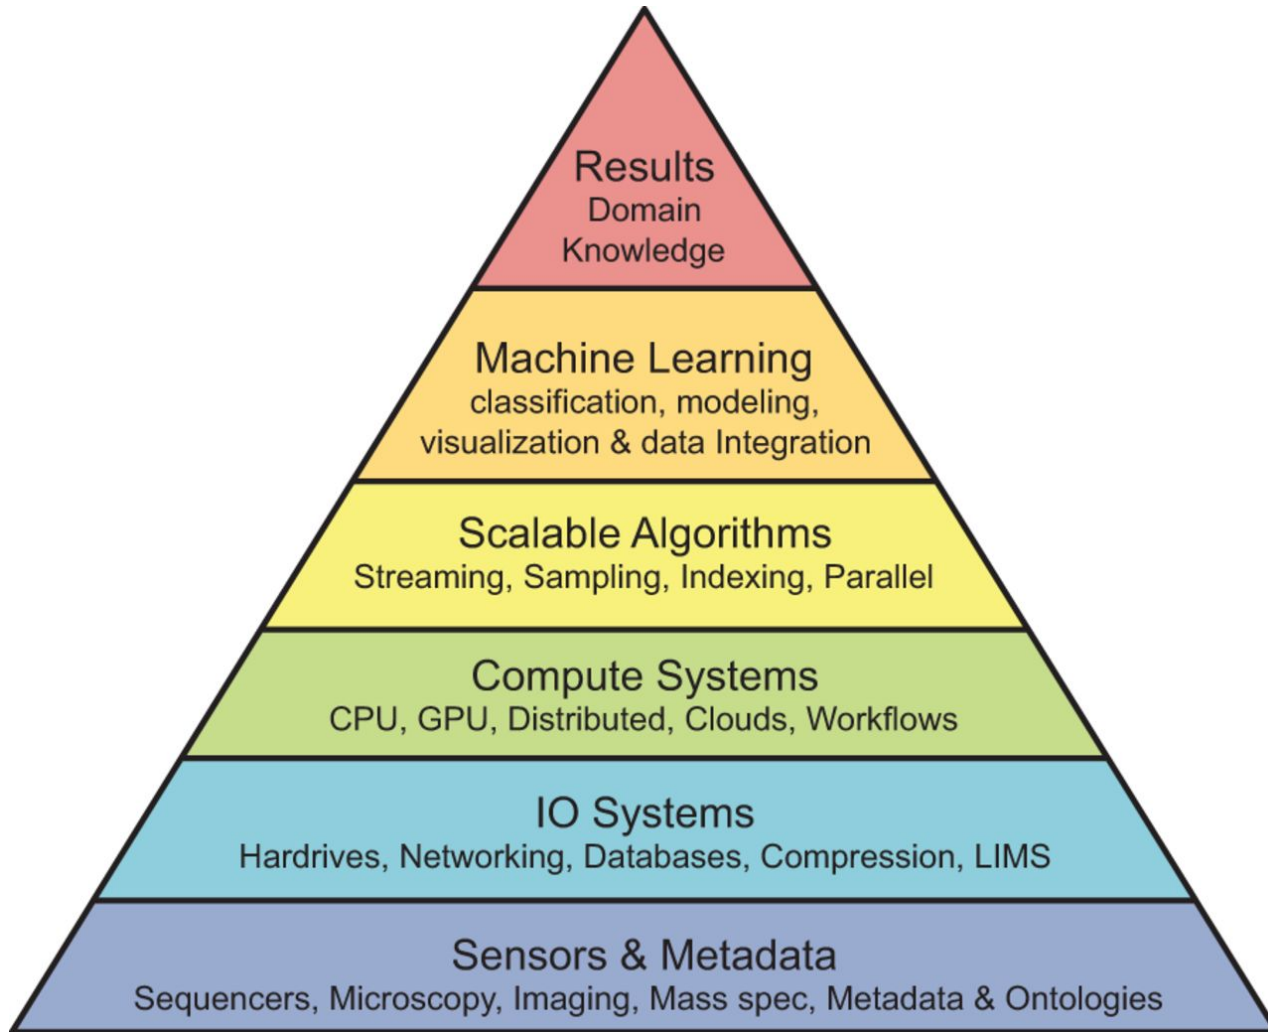 Results
Domain
Knowledge
Machine Learning
classification, modeling,
visualization & data Integration
Scalable Algorithms
Streaming, Sampling, Indexing, Parallel
Compute Systems
CPU, GPU, Distributed, Clouds, Workflows
IO Systems
Hardrives, Networking, Databases, Compression, LIMS
Sensors & Metadata
Sequencers, Microscopy, Imaging, Mass spec, Metadata & Ontologies